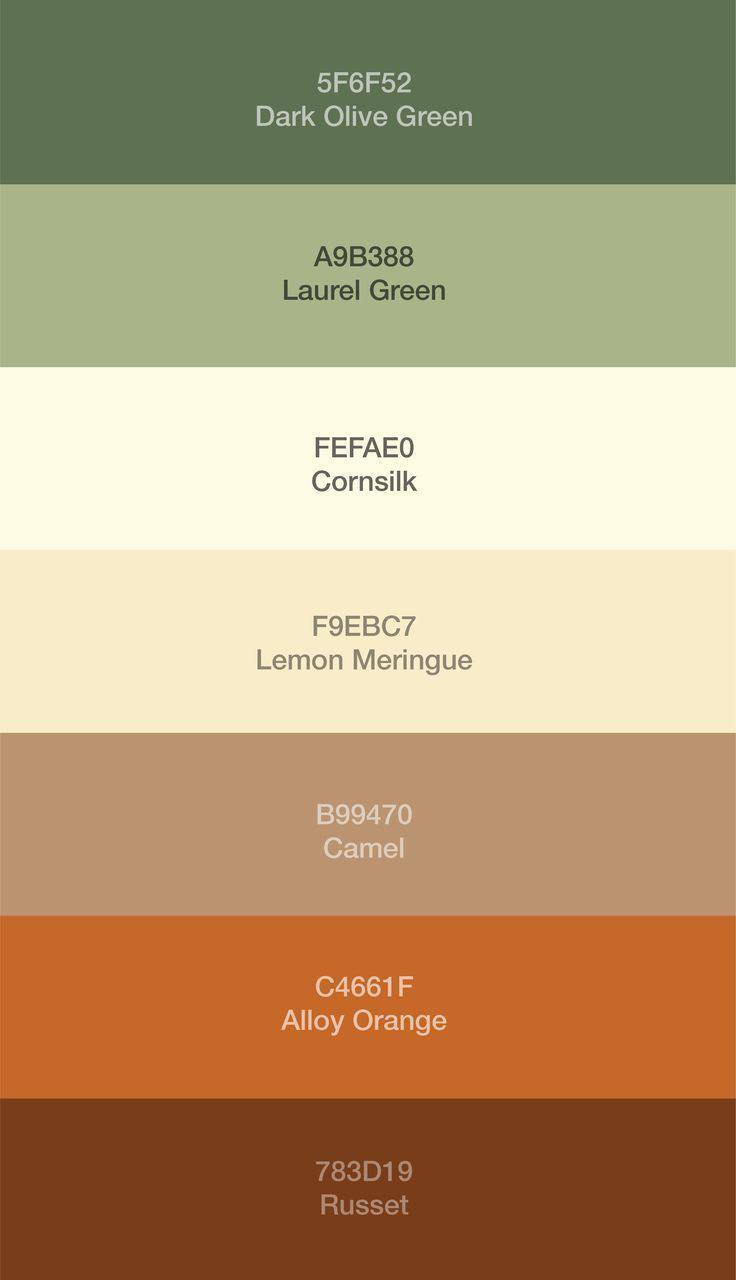 5F6F52
Dark Olive Green
A9B388
Laurel Green
FEFAE0
Cornsilk
F9EBC7
Lemon Meringue
B99470
Camel
C4661F
Alloy Orange
783D19
Russet